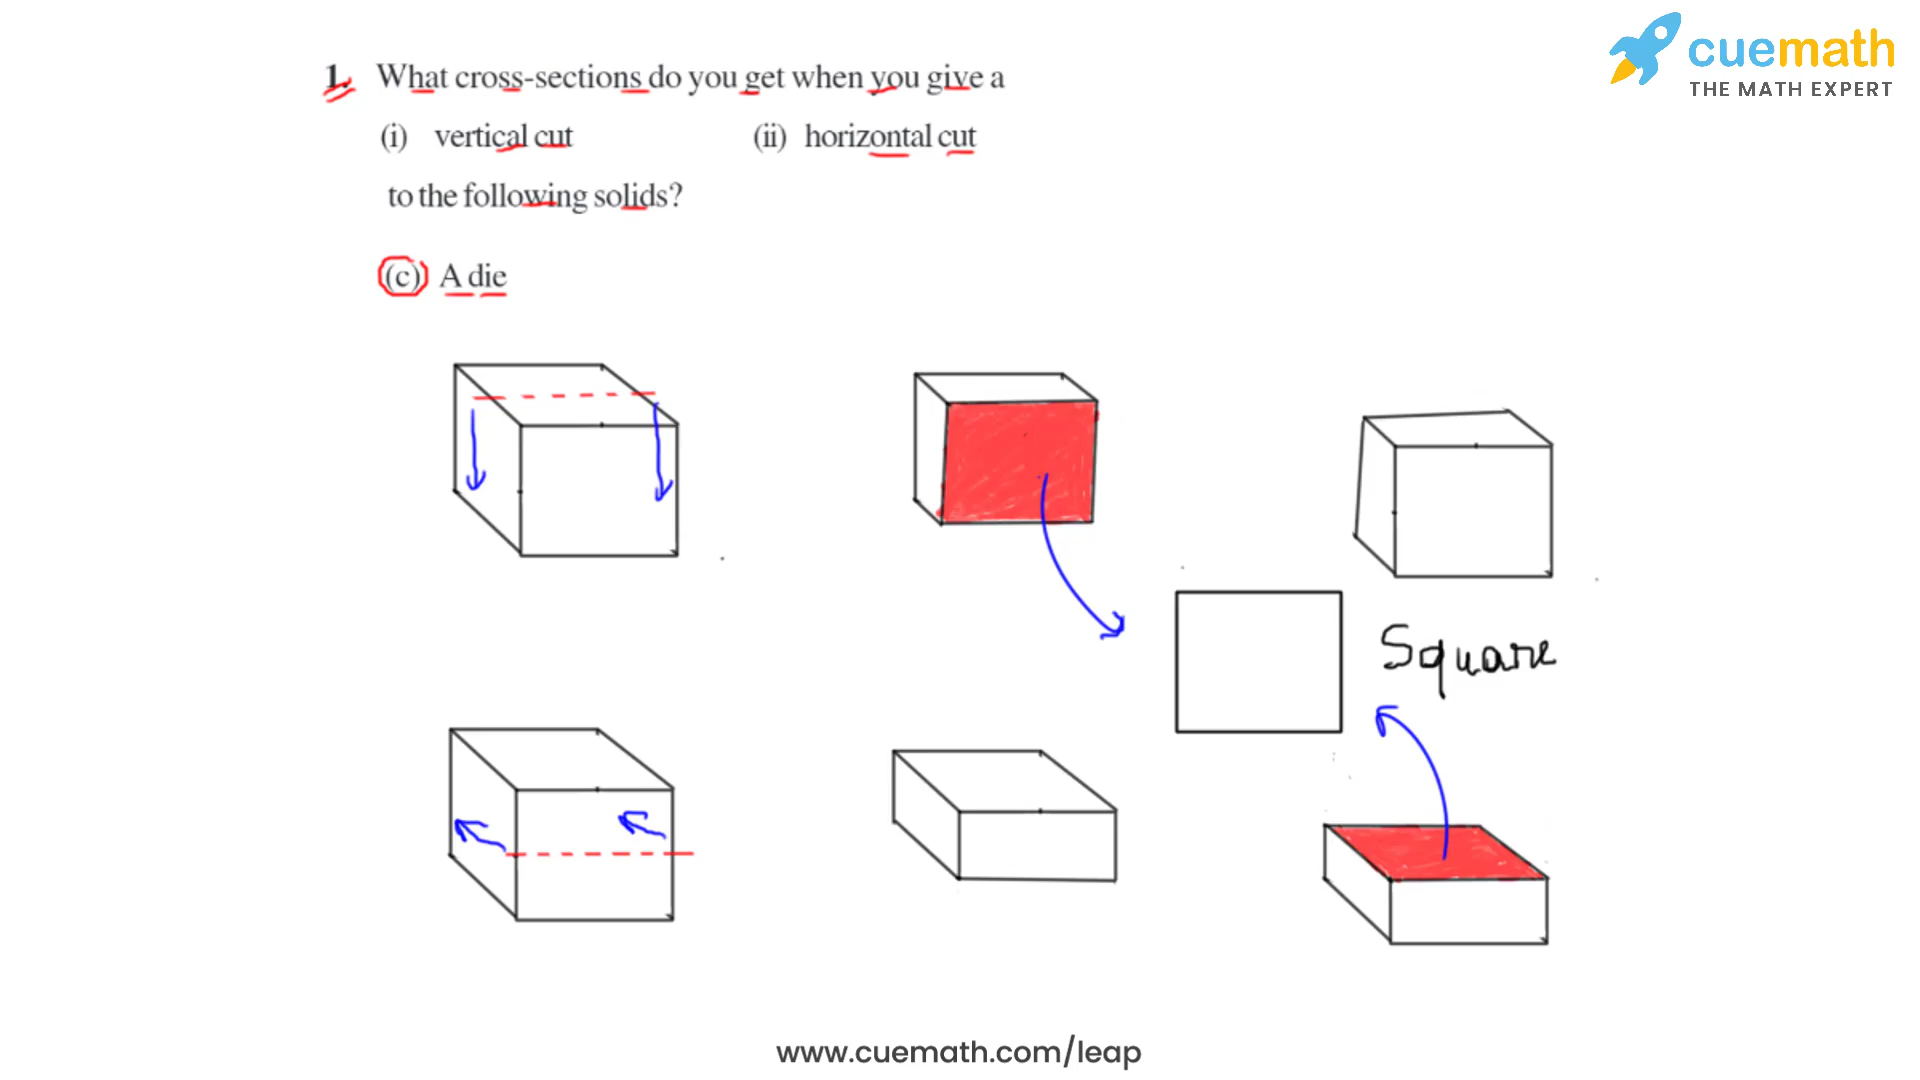 cuemath
THE MATH EXPERT
1. What cross-sections do you get when you give a
(i) vertical cut (ii) horizontal cut
to the following solids?
(c) A die
Square
www.cuemath.com/leap